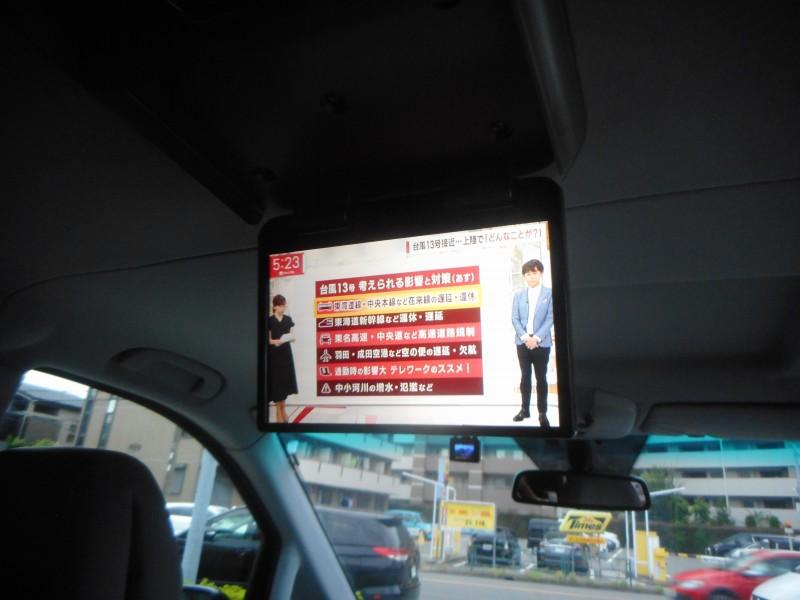 台風13号接近…上陸で「どんなことが?」
5:23
台風13号 考えられる影響と対策(あす)
東海道線・中央本線など在来線の遅延・運休
東海道新幹線など運休・遅延
東名高速・中央道など高速道路規制
羽田・成田空港など空の便の遅延・欠航
通勤時の影響大 テレワークのススメ!
中小河川の増水・氾濫など
Times